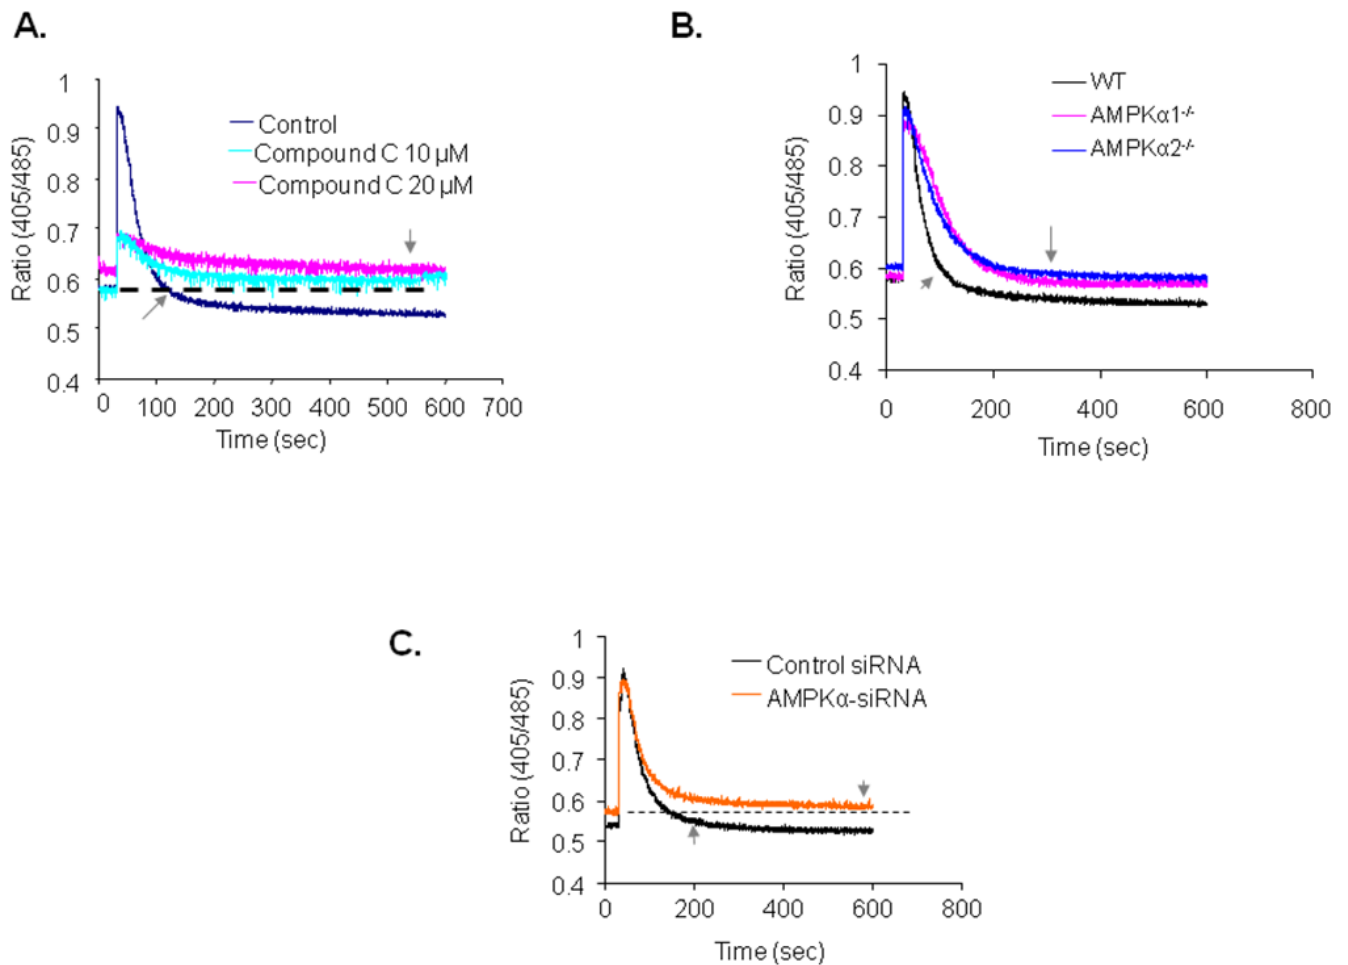 A.
Ratio (405/485)
1
0.9
0.8
0.7
0.6
0.5
0.4
Control
Compound C 10 µM
Compound C 20 µM
0 100 200 300 400 500 600 700
Time (sec)
B.
Ratio (405/485)
1
0.9
0.8
0.7
0.6
0.5
0.4
WT
AMPKα1-/-
AMPKα2-/-
0 200 400 600 800
Time (sec)
C.
Ratio (405/485)
1
0.9
0.8
0.7
0.6
0.5
0.4
Control siRNA
AMPKα-siRNA
0 200 400 600 800
Time (sec)